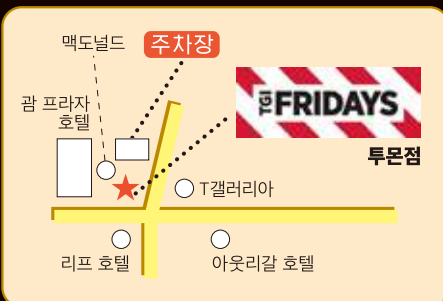 맥도널드
주차장
괌 프라자
호텔
TGI FRIDAYS
투몬점
T갤러리아
리프 호텔
아웃리갈 호텔